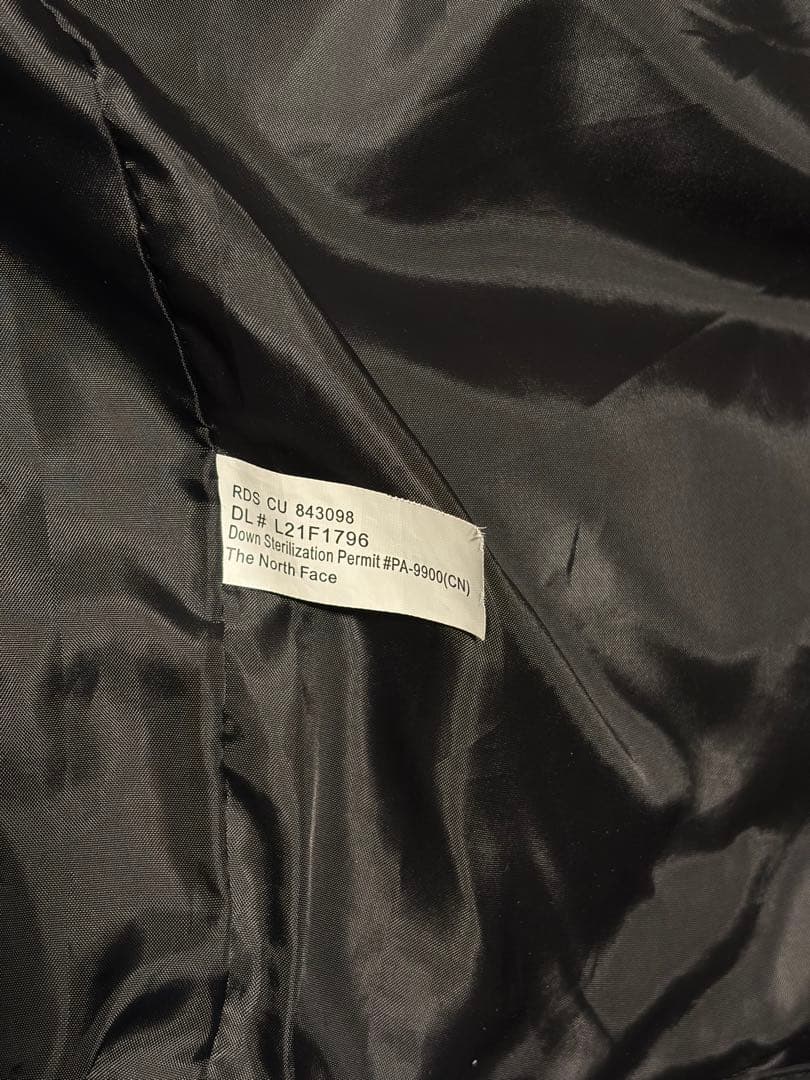 RDS CU 843098
DL# L21F1796
Down Sterilization Permit #PA-9900(CN)
The North Face